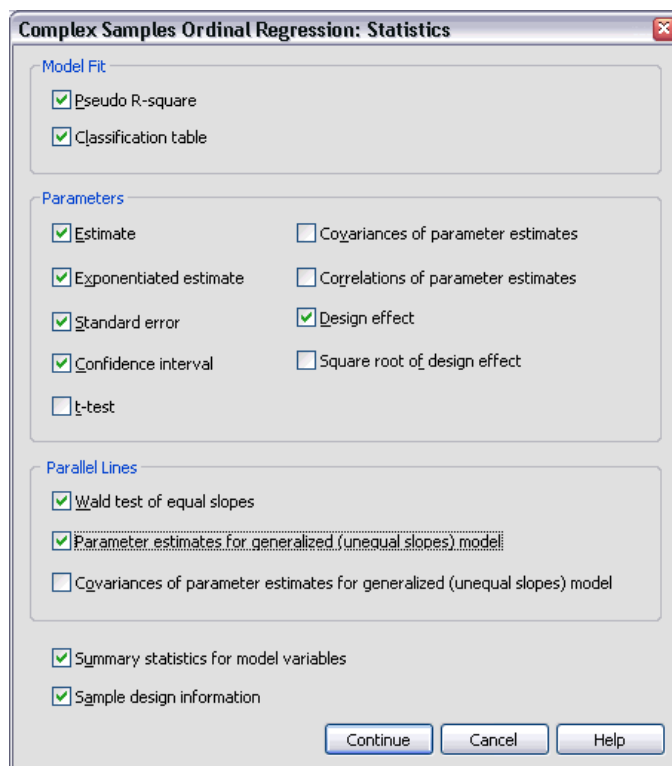 Complex Samples Ordinal Regression: Statistics
Model Fit
Pseudo R-square
Classification table
Parameters
Estimate
Covariances of parameter estimates
Exponentiated estimate
Correlations of parameter estimates
Standard error
Design effect
Confidence interval
Square root of design effect
t-test
Parallel Lines
Wald test of equal slopes
Parameter estimates for generalized (unequal slopes) model
Covariances of parameter estimates for generalized (unequal slopes) model
Summary statistics for model variables
Sample design information
Continue
Cancel
Help